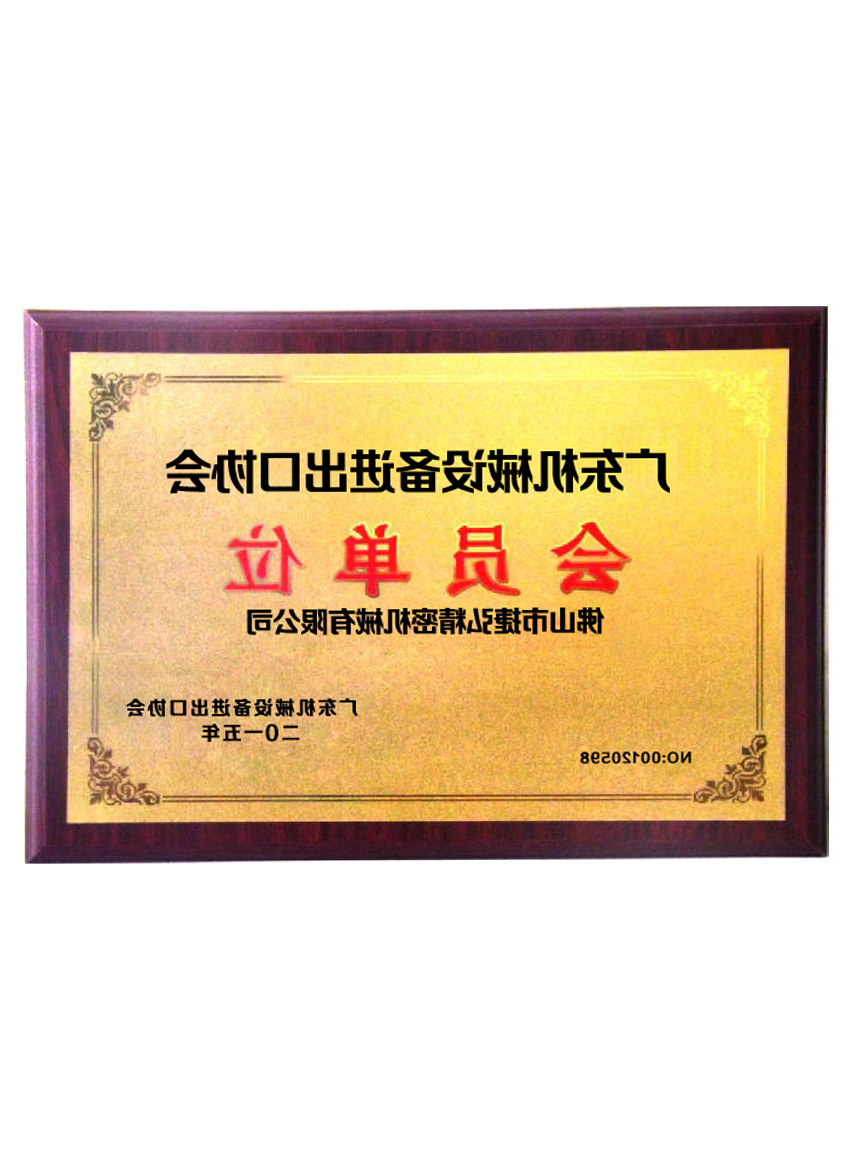 广东机械设备进出口协会
会员单位
佛山市捷弘精密机械有限公司
广东机械设备进出口协会
二〇一五年
NO:00120598